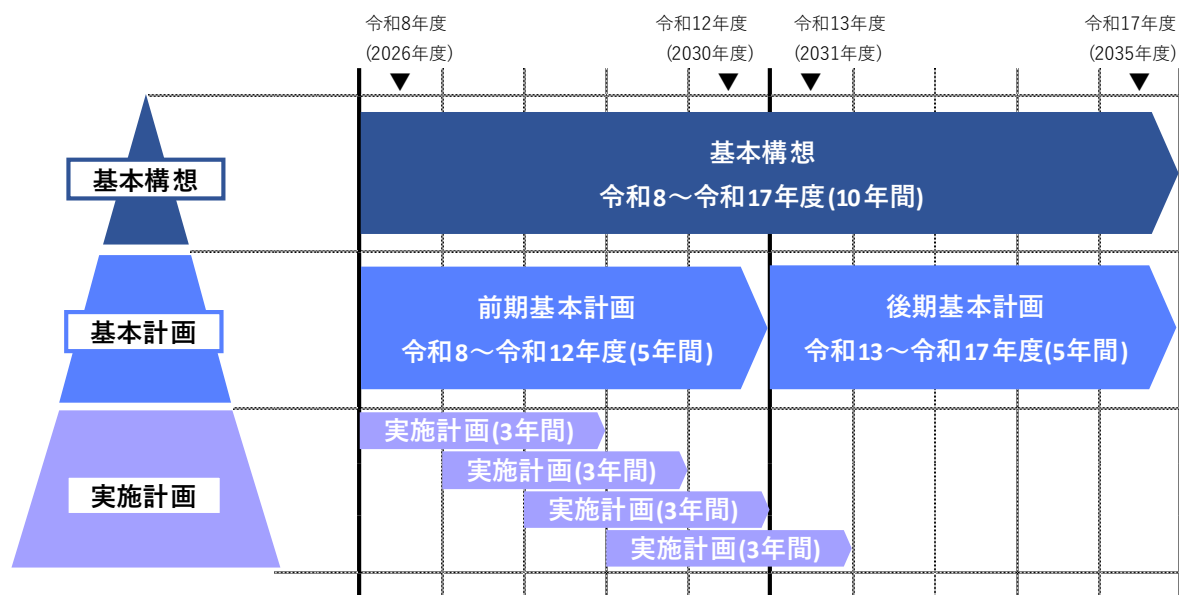 令和8年度
(2026年度)
令和12年度
(2030年度)
令和13年度
(2031年度)
令和17年度
(2035年度)
基本構想
基本構想
令和8～令和17年度(10年間)
基本計画
前期基本計画
令和8～令和12年度(5年間)
後期基本計画
令和13～令和17年度(5年間)
実施計画
実施計画(3年間)
実施計画(3年間)
実施計画(3年間)
実施計画(3年間)